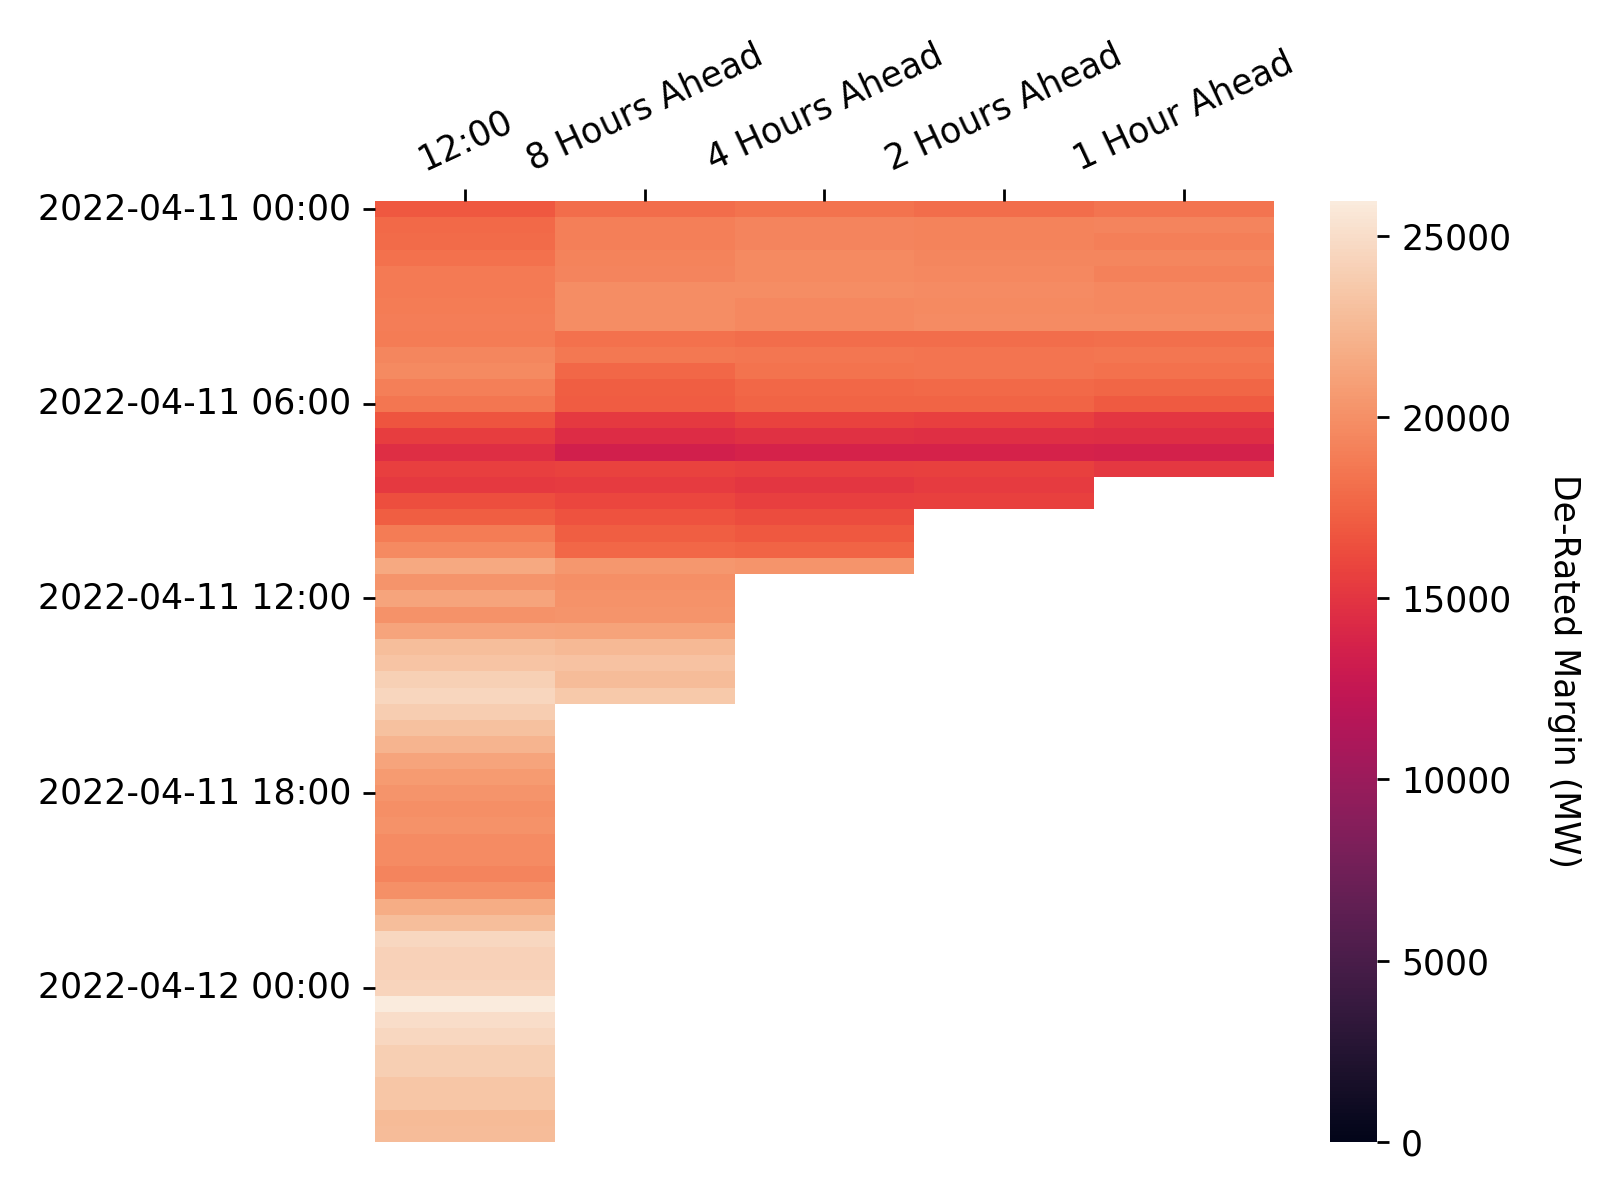 12:00
8 Hours Ahead
4 Hours Ahead
2 Hours Ahead
1 Hour Ahead
2022-04-11 00:00
2022-04-11 06:00
2022-04-11 12:00
2022-04-11 18:00
2022-04-12 00:00
25000
20000
15000
10000
5000
0
De-Rated Margin (MW)